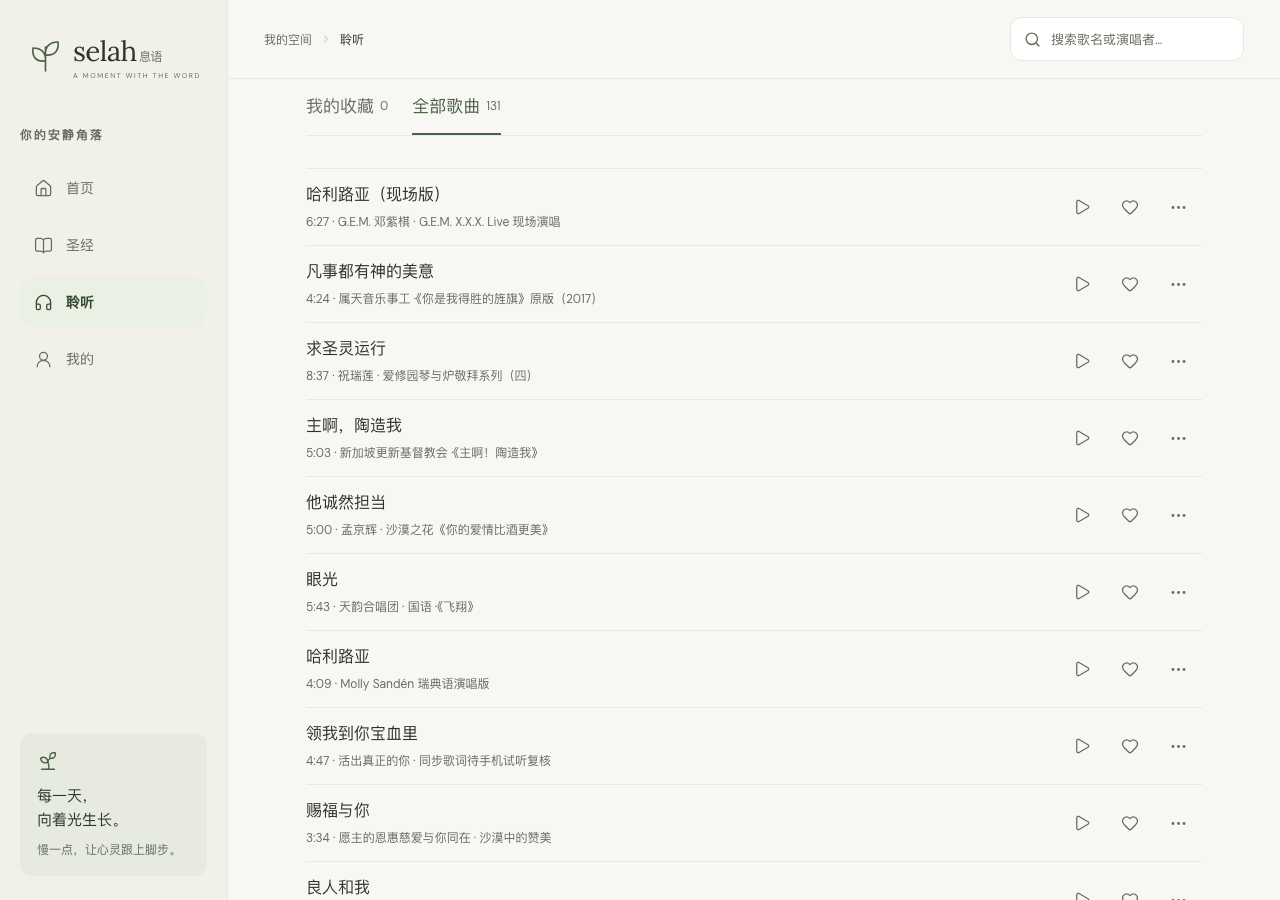 selah 息语
A MOMENT WITH THE WORD
你的安静角落
首页
圣经
聆听
我的
每一天，
向着光生长。
慢一点，让心灵跟上脚步。
我的空间 > 聆听
搜索歌名或演唱者…
我的收藏 0 全部歌曲 131
哈利路亚（现场版）
6:27 · G.E.M. 邓紫棋 · G.E.M. X.X.X. Live 现场演唱
凡事都有神的美意
4:24 · 属天音乐事工《你是我得胜的旌旗》原版（2017）
求圣灵运行
8:37 · 祝瑞莲 · 爱修园琴与炉敬拜系列（四）
主啊，陶造我
5:03 · 新加坡更新基督教会《主啊！陶造我》
他诚然担当
5:00 · 孟京辉 · 沙漠之花《你的爱情比酒更美》
眼光
5:43 · 天韵合唱团 · 国语《飞翔》
哈利路亚
4:09 · Molly Sandén 瑞典语演唱版
领我到你宝血里
4:47 · 活出真正的你 · 同步歌词待手机试听复核
赐福与你
3:34 · 愿主的恩惠慈爱与你同在 · 沙漠中的赞美
良人和我